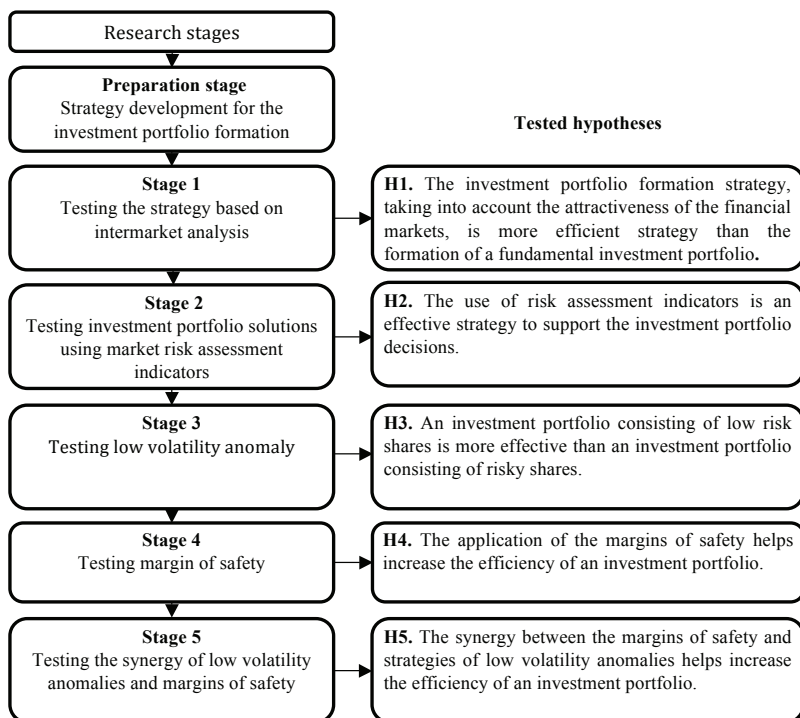 Research stages
Preparation stage
Strategy development for the
investment portfolio formation
Tested hypotheses
Stage 1
Testing the strategy based on
intermarket analysis
H1. The investment portfolio formation strategy,
taking into account the attractiveness of the financial
markets, is more efficient strategy than the
formation of a fundamental investment portfolio.
Stage 2
Testing investment portfolio solutions
using market risk assessment
indicators
H2. The use of risk assessment indicators is an
effective strategy to support the investment portfolio
decisions.
Stage 3
Testing low volatility anomaly
H3. An investment portfolio consisting of low risk
shares is more effective than an investment portfolio
consisting of risky shares.
Stage 4
Testing margin of safety
H4. The application of the margins of safety helps
increase the efficiency of an investment portfolio.
Stage 5
Testing the synergy of low volatility
anomalies and margins of safety
H5. The synergy between the margins of safety and
strategies of low volatility anomalies helps increase
the efficiency of an investment portfolio.